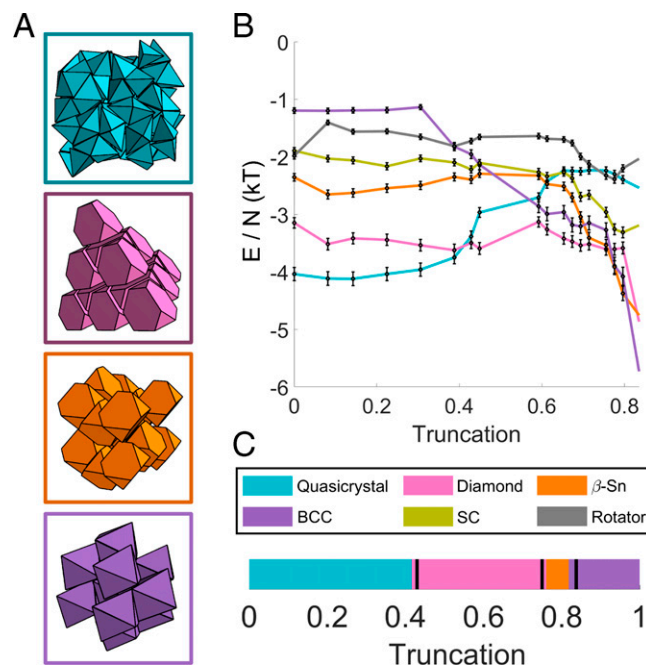 A
B
0
-1
-2
-3
-4
-5
-6
E / N (kT)
0 0.2 0.4 0.6 0.8
Truncation
C
Quasicrystal Diamond β-Sn
BCC SC Rotator
0 0.2 0.4 0.6 0.8 1
Truncation